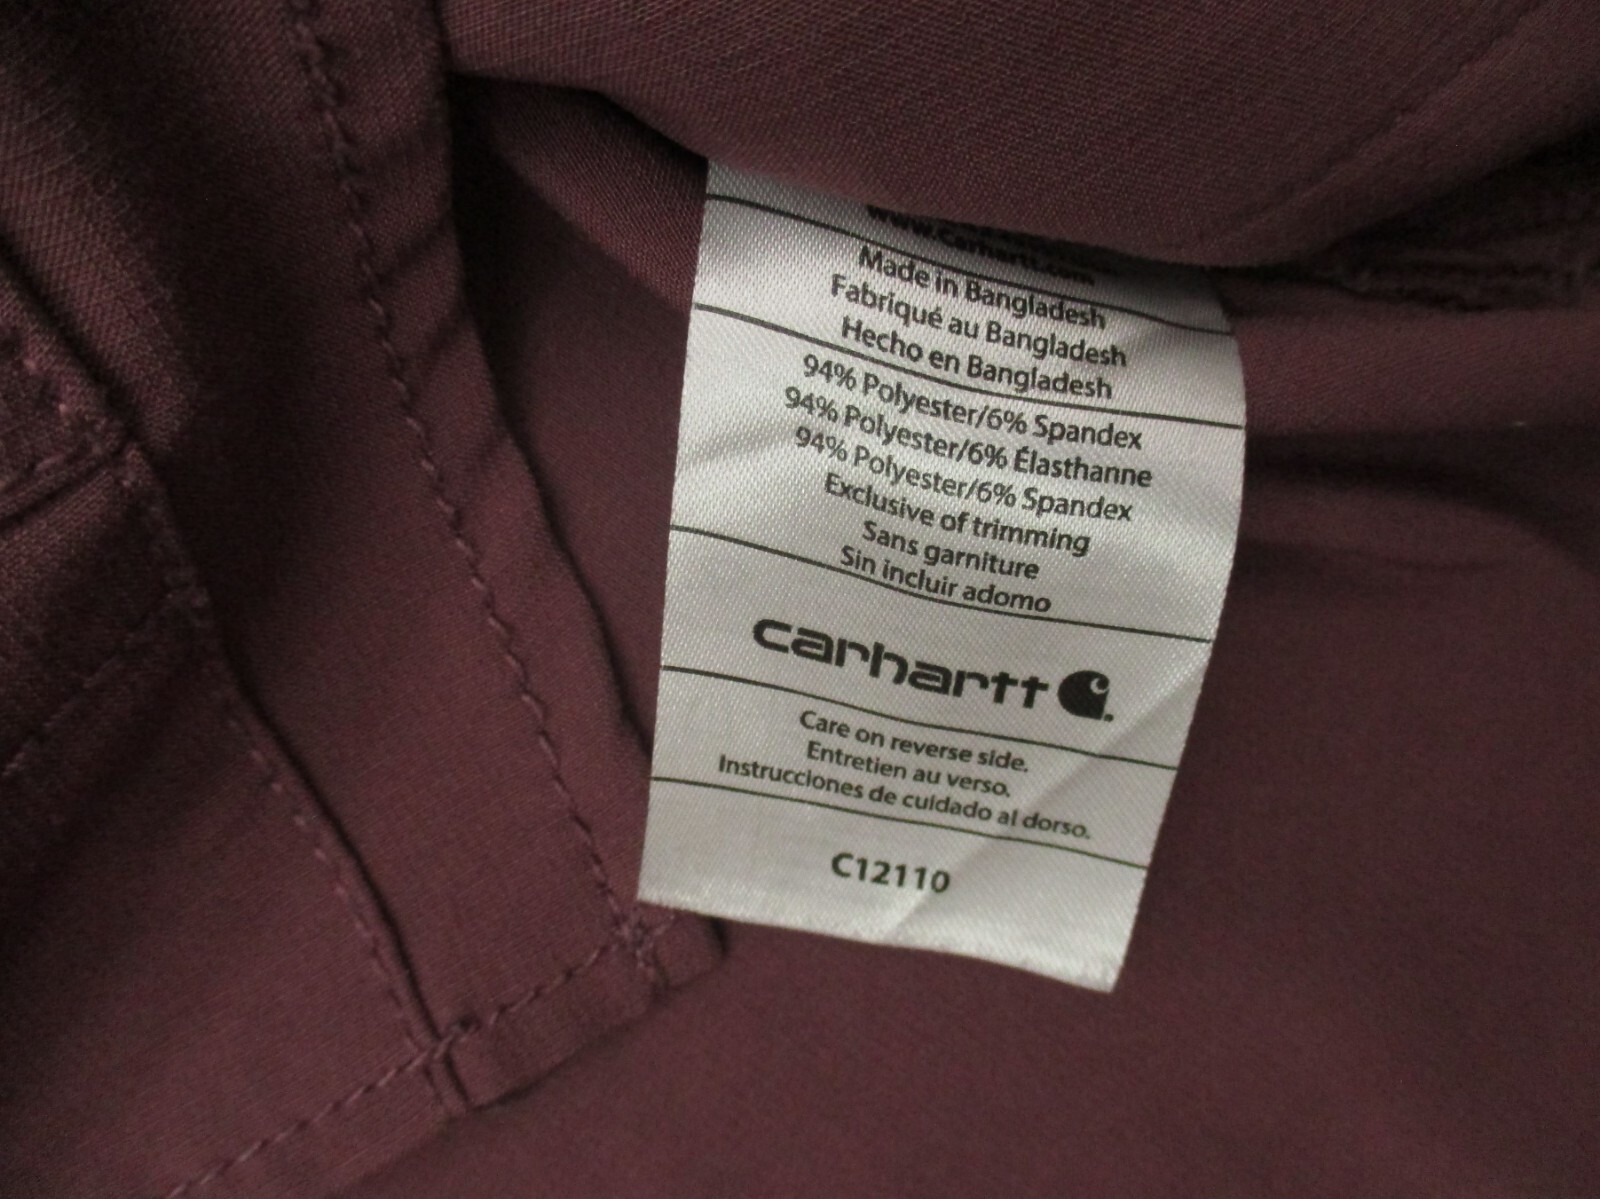 www.carhartt.com
Made in Bangladesh
Fabriqué au Bangladesh
Hecho en Bangladesh
94% Polyester/6% Spandex
94% Polyester/6% Élasthanne
94% Polyester/6% Spandex
Exclusive of trimming
Sans garniture
Sin incluir adomo
carhartt
Care on reverse side.
Entretien au verso.
Instrucciones de cuidado al dorso.
C12110